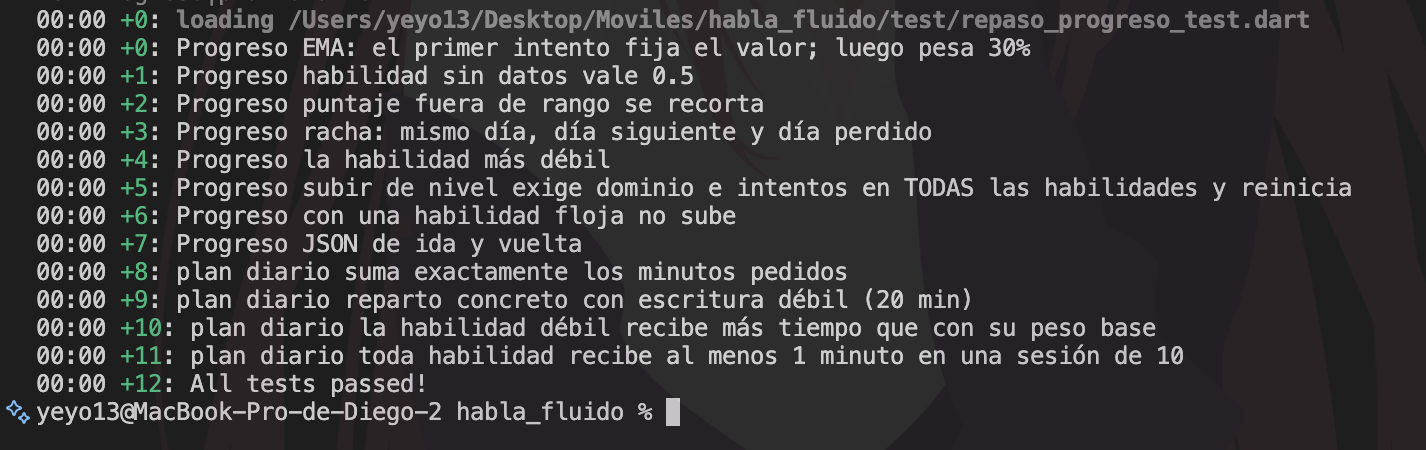 00:00 +0: loading /Users/yeyo13/Desktop/Moviles/habla_fluido/test/repaso_progreso_test.dart
00:00 +0: Progreso EMA: el primer intento fija el valor; luego pesa 30%
00:00 +1: Progreso habilidad sin datos vale 0.5
00:00 +2: Progreso puntaje fuera de rango se recorta
00:00 +3: Progreso racha: mismo día, día siguiente y día perdido
00:00 +4: Progreso la habilidad más débil
00:00 +5: Progreso subir de nivel exige dominio e intentos en TODAS las habilidades y reinicia
00:00 +6: Progreso con una habilidad floja no sube
00:00 +7: Progreso JSON de ida y vuelta
00:00 +8: plan diario suma exactamente los minutos pedidos
00:00 +9: plan diario reparto concreto con escritura débil (20 min)
00:00 +10: plan diario la habilidad débil recibe más tiempo que con su peso base
00:00 +11: plan diario toda habilidad recibe al menos 1 minuto en una sesión de 10
00:00 +12: All tests passed!
yeyo13@MacBook-Pro-de-Diego-2 habla_fluido %